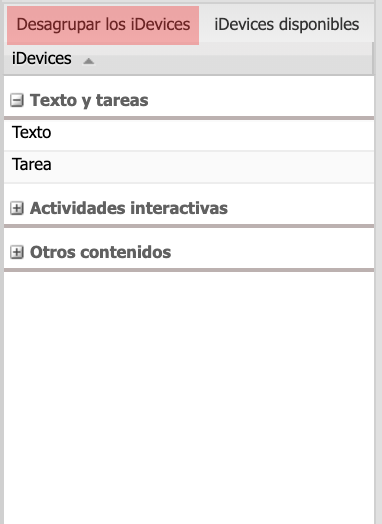 Desagrupar los iDevices iDevices disponibles
iDevices
Texto y tareas
Texto
Tarea
Actividades interactivas
Otros contenidos